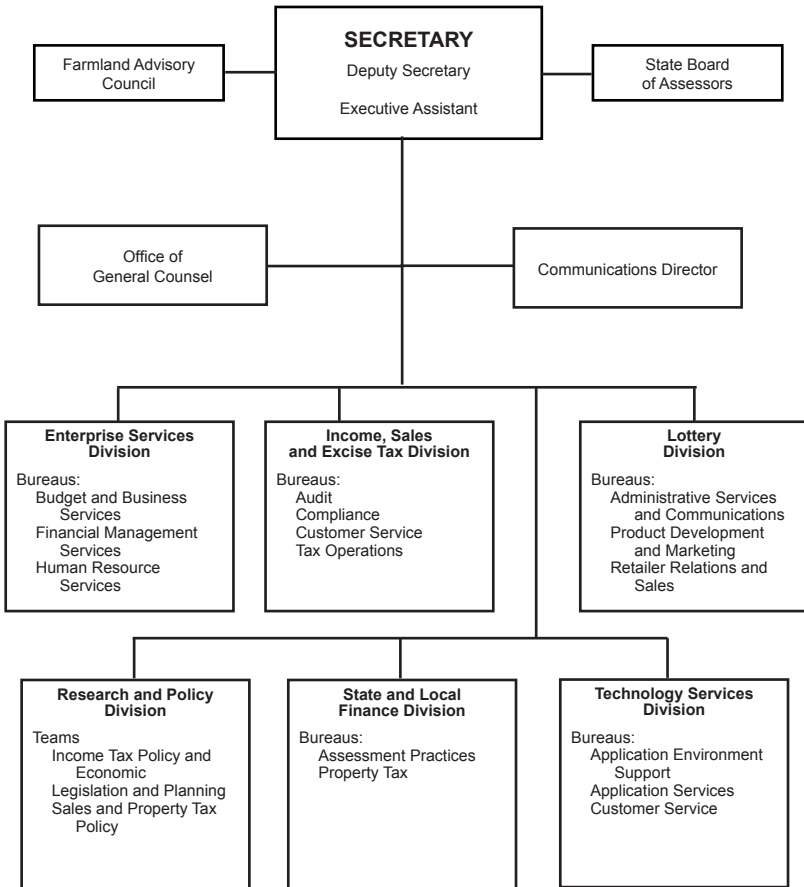 SECRETARY
Deputy Secretary
Executive Assistant
Farmland Advisory
Council
State Board
of Assessors
Office of
General Counsel
Communications Director
Enterprise Services
Division
Bureaus:
Budget and Business
Services
Financial Management
Services
Human Resource
Services
Income, Sales
and Excise Tax Division
Bureaus:
Audit
Compliance
Customer Service
Tax Operations
Lottery
Division
Bureaus:
Administrative Services
and Communications
Product Development
and Marketing
Retailer Relations and
Sales
Research and Policy
Division
Teams
Income Tax Policy and
Economic
Legislation and Planning
Sales and Property Tax
Policy
State and Local
Finance Division
Bureaus:
Assessment Practices
Property Tax
Technology Services
Division
Bureaus:
Application Environment
Support
Application Services
Customer Service